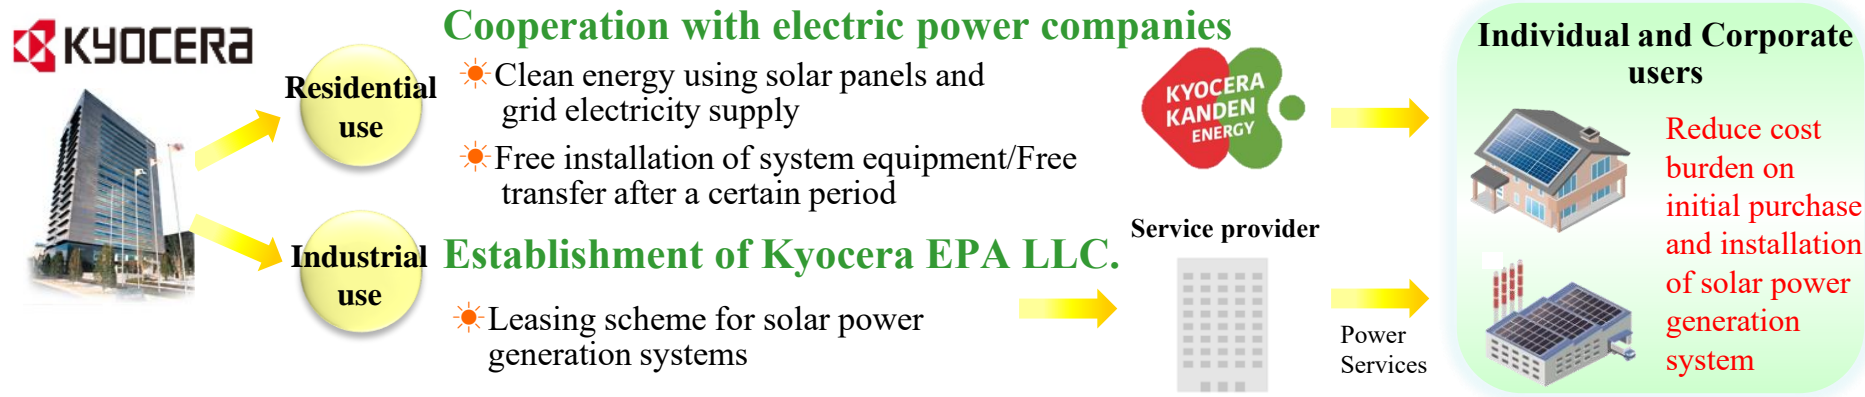 KYOCERA
Residential
use
Industrial
use
Cooperation with electric power companies
Clean energy using solar panels and
grid electricity supply
Free installation of system equipment/Free
transfer after a certain period
Establishment of Kyocera EPA LLC.
Leasing scheme for solar power
generation systems
KYOCERA
KANDEN
ENERGY
Service provider
Power
Services
Individual and Corporate
users
Reduce cost
burden on
initial purchase
and installation
of solar power
generation
system